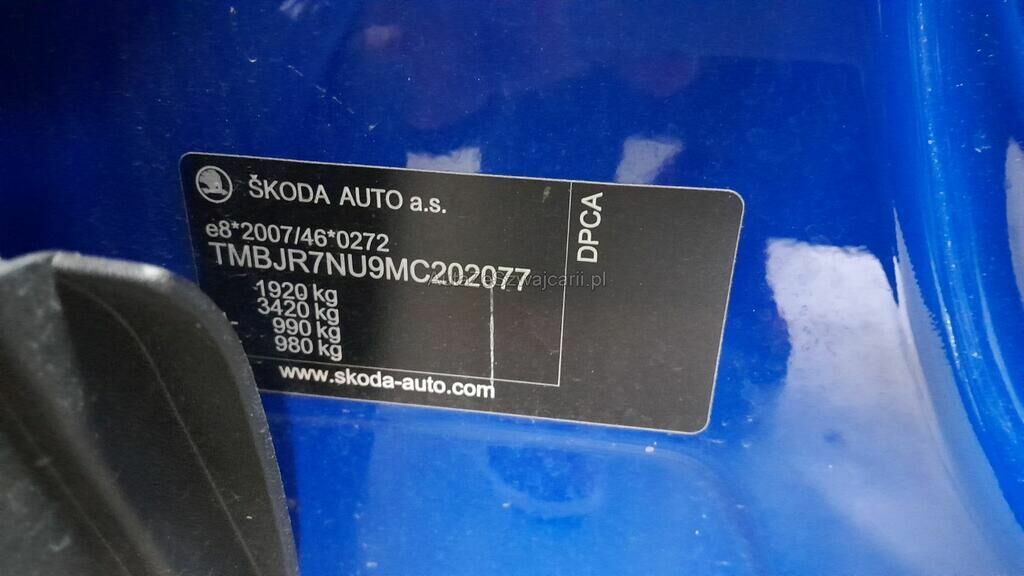 ŠKODA AUTO a.s.
e8*2007/46*0272
TMBJR7NU9MC202077
1920 kg
3420 kg
990 kg
980 kg
www.skoda-auto.com
DPCA